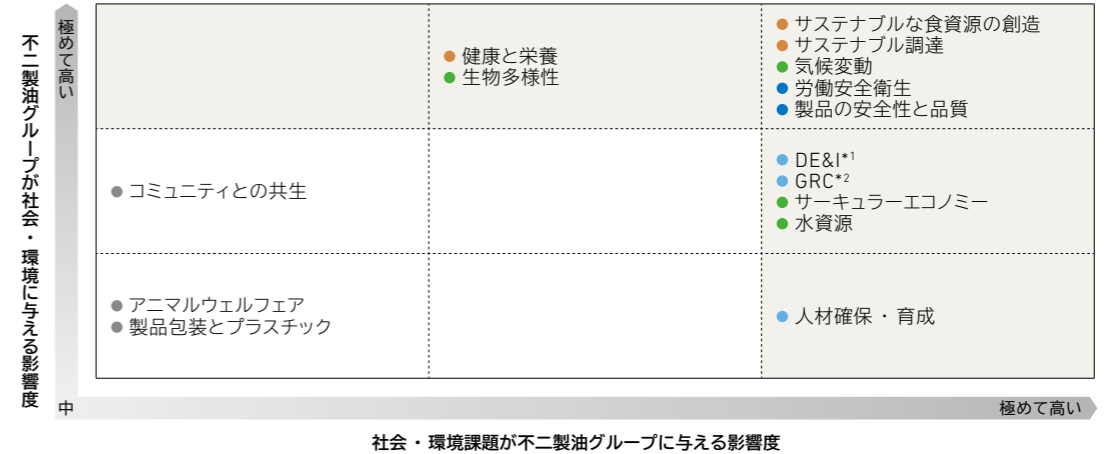 不二製油グループが社会・環境に与える影響度
極めて高い
● 健康と栄養
● 生物多様性
● サステナブルな食資源の創造
● サステナブル調達
● 気候変動
● 労働安全衛生
● 製品の安全性と品質
● コミュニティとの共生
● DE&I*1
● GRC*2
● サーキュラーエコノミー
● 水資源
● アニマルウェルフェア
● 製品包装とプラスチック
● 人材確保・育成
中
極めて高い
社会・環境課題が不二製油グループに与える影響度